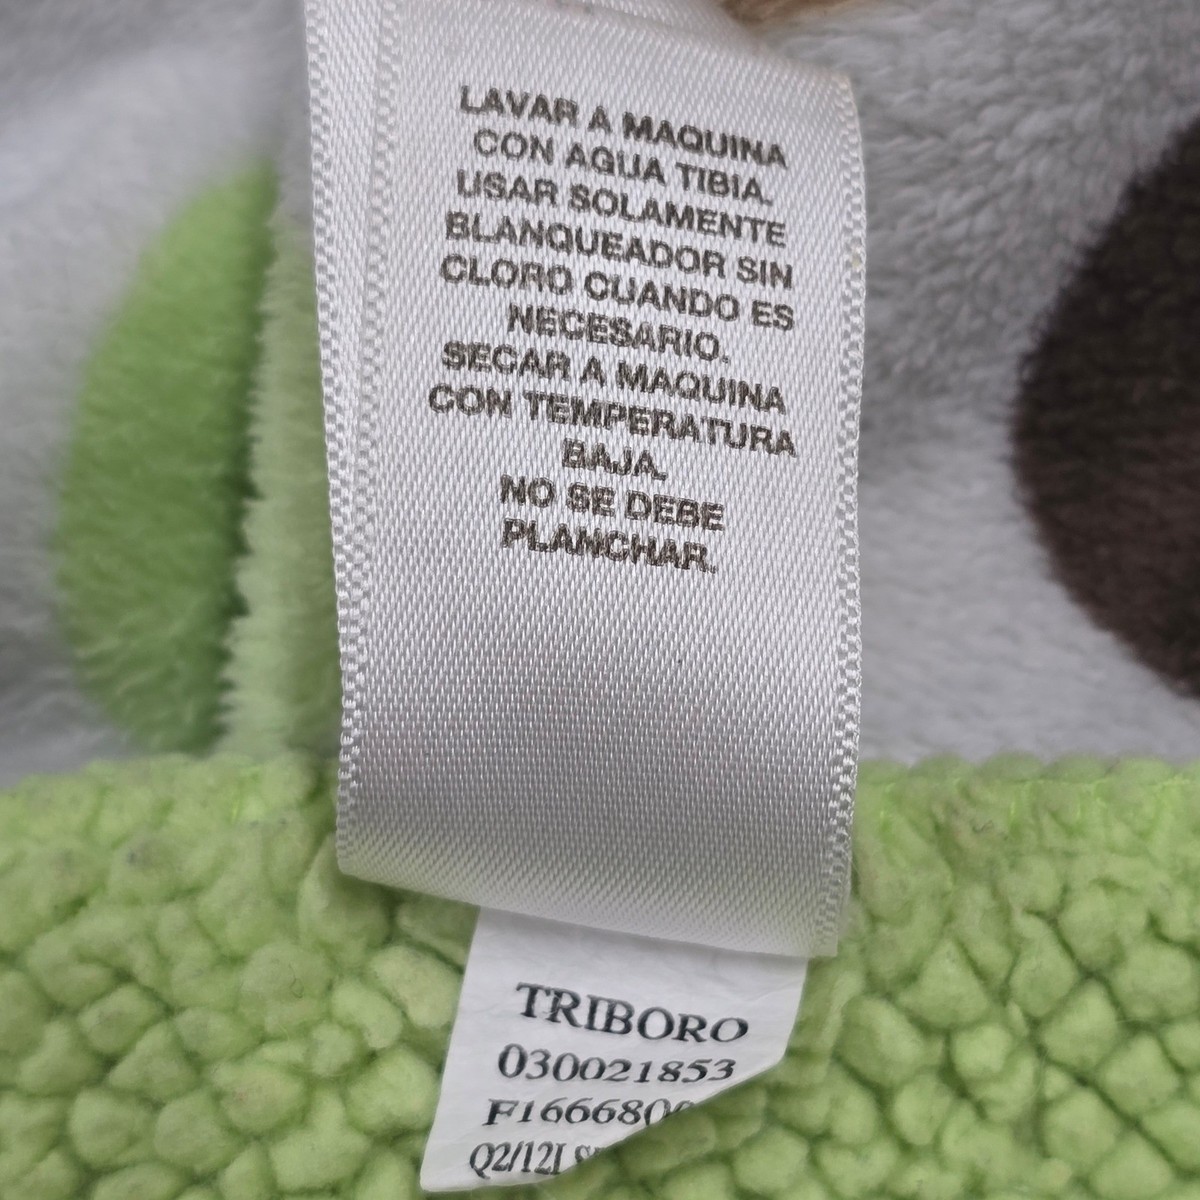 LAVAR A MAQUINA
CON AGUA TIBIA.
USAR SOLAMENTE
BLANQUEADOR SIN
CLORO CUANDO ES
NECESARIO.
SECAR A MAQUINA
CON TEMPERATURA
BAJA.
NO SE DEBE
PLANCHAR.
TRIBORO
030021853